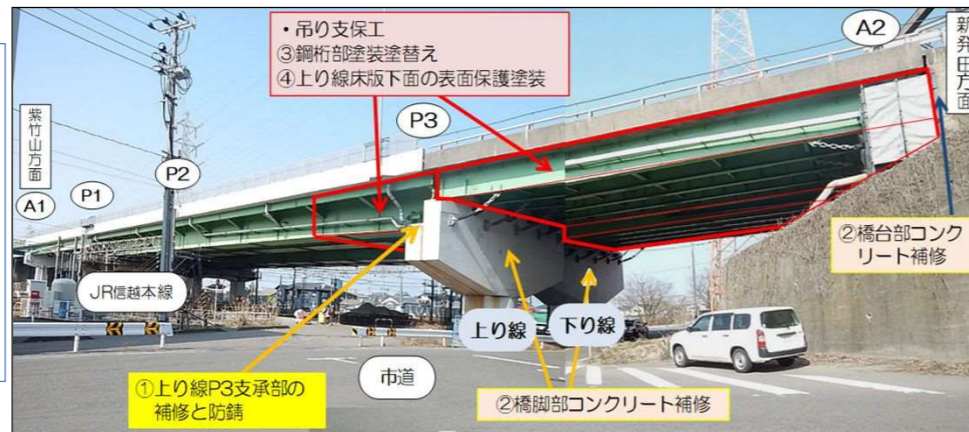 ・吊り支保工
③鋼桁部塗装塗替え
④上り線床版下面の表面保護塗装
A2
新発田方面
P3
紫竹山方面
P2
P1
A1
②橋台部コンク
リート補修
JR信越本線
上り線
下り線
市道
①上り線P3支承部の
補修と防錆
②橋脚部コンクリート補修